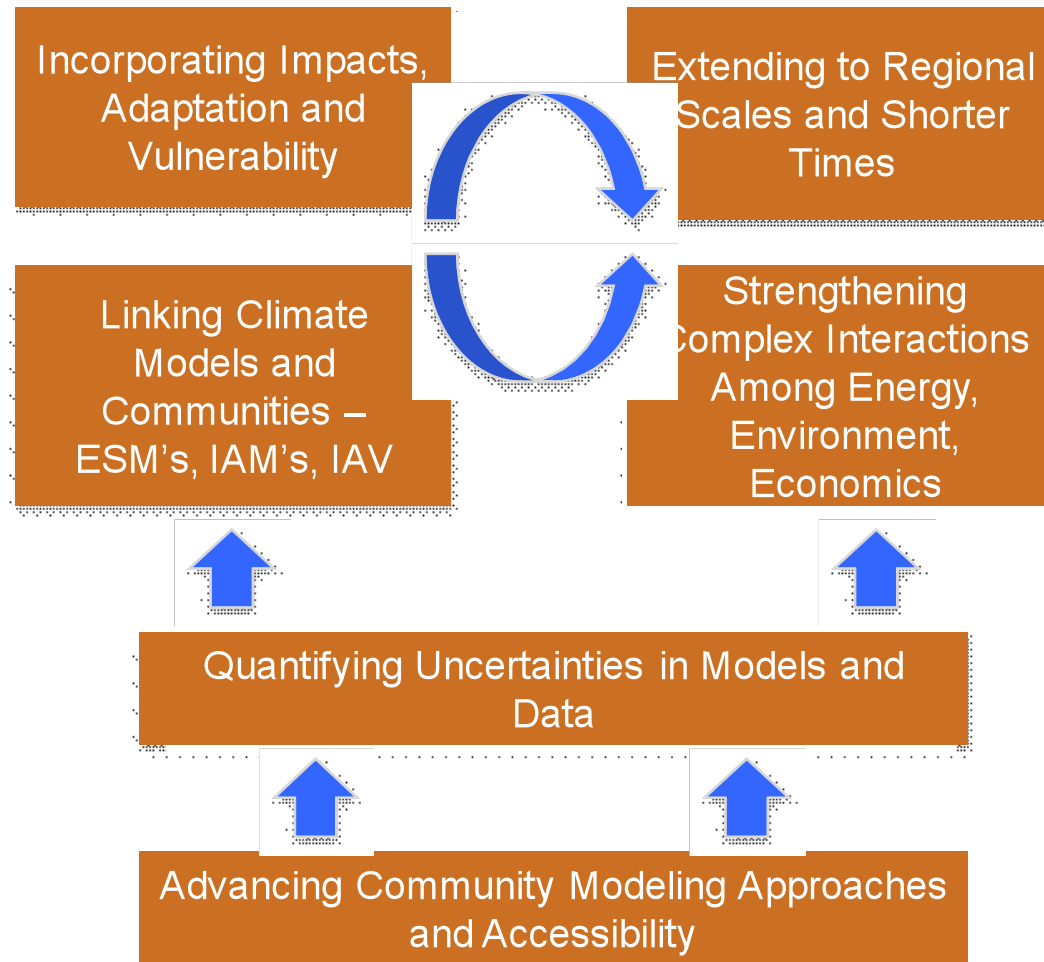 Incorporating Impacts,
Adaptation and
Vulnerability
Extending to Regional
Scales and Shorter
Times
Linking Climate
Models and
Communities –
ESM’s, IAM’s, IAV
Strengthening
Complex Interactions
Among Energy,
Environment,
Economics
Quantifying Uncertainties in Models and
Data
Advancing Community Modeling Approaches
and Accessibility